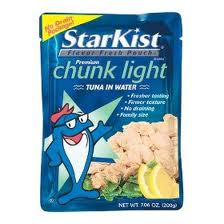 No Drain
Package!
StarKist®
Flavor Fresh Pouch
Premium
chunk light
TUNA IN WATER
• Fresher tasting
• Firmer texture
• No draining
• Family size
NET WT. 7.06 OZ. (200g)